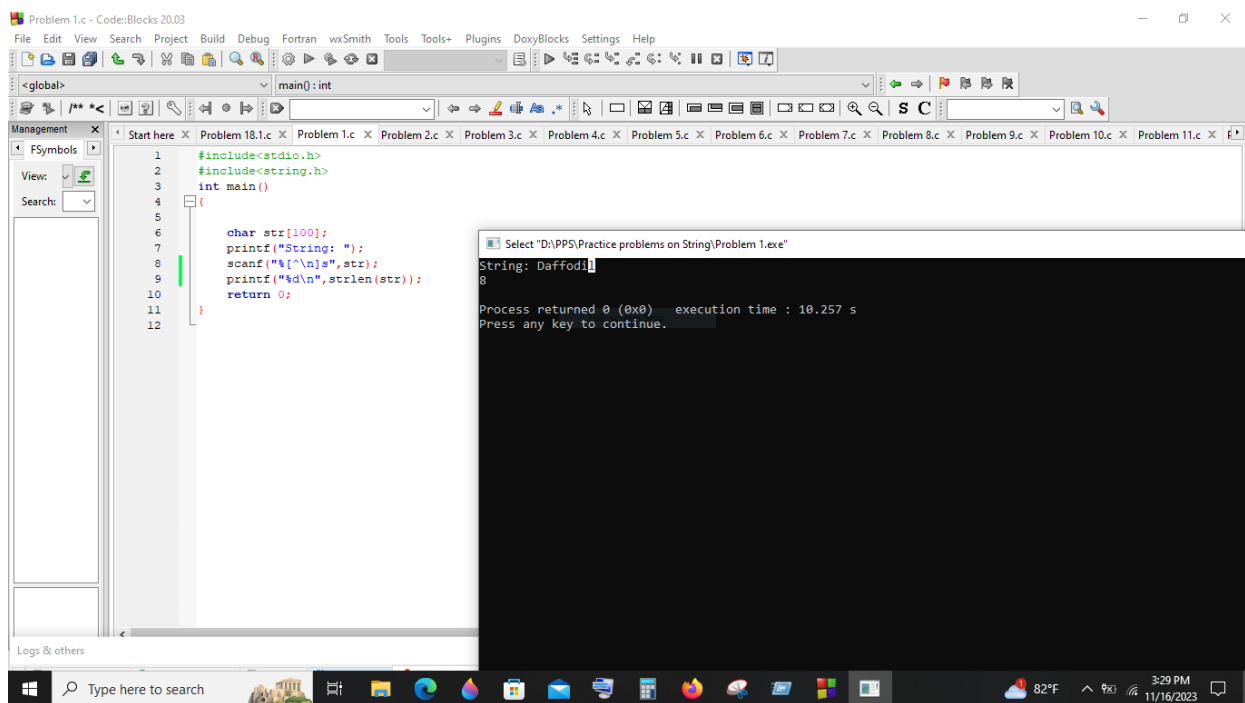 Problem 1.c - Code::Blocks 20.03
File Edit View Search Project Build Debug Fortran wxSmith Tools Tools+ Plugins DoxyBlocks Settings Help
<global> main() : int
/** *< S C
Management
Start here Problem 18.1.c Problem 1.c Problem 2.c Problem 3.c Problem 4.c Problem 5.c Problem 6.c Problem 7.c Problem 8.c Problem 9.c Problem 10.c Problem 11.c
FSymbols
View:
Search:
1 #include<stdio.h>
2 #include<string.h>
3 int main()
4 {
5
6 char str[100];
7 printf("String: ");
8 scanf("%[^\n]s",str);
9 printf("%d\n",strlen(str));
10 return 0;
11 }
12
Select "D:\PPS\Practice problems on String\Problem 1.exe"
String: Daffodil
8
Process returned 0 (0x0) execution time : 10.257 s
Press any key to continue.
Logs & others
Type here to search
82°F
3:29 PM
11/16/2023